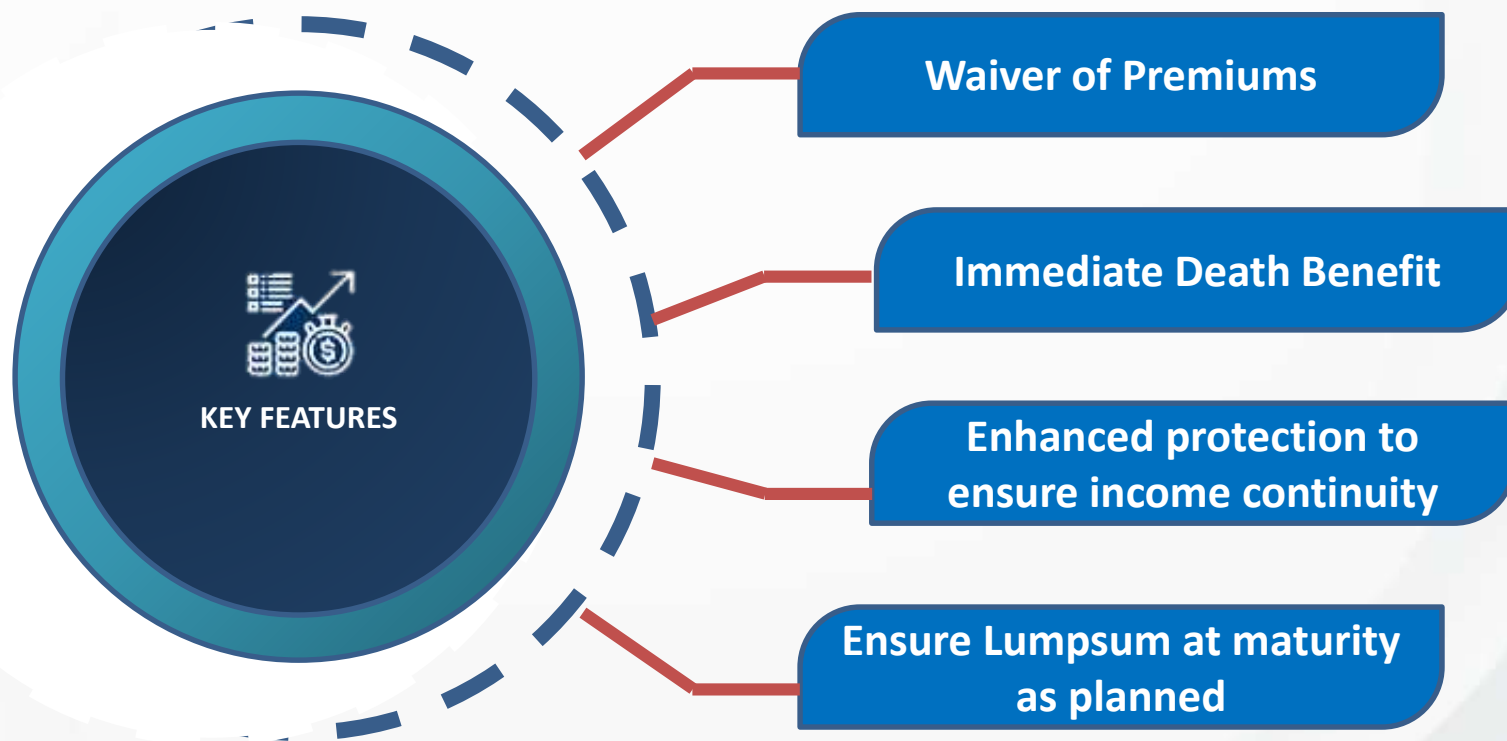 KEY FEATURES
Waiver of Premiums
Immediate Death Benefit
Enhanced protection to
ensure income continuity
Ensure Lumpsum at maturity
as planned